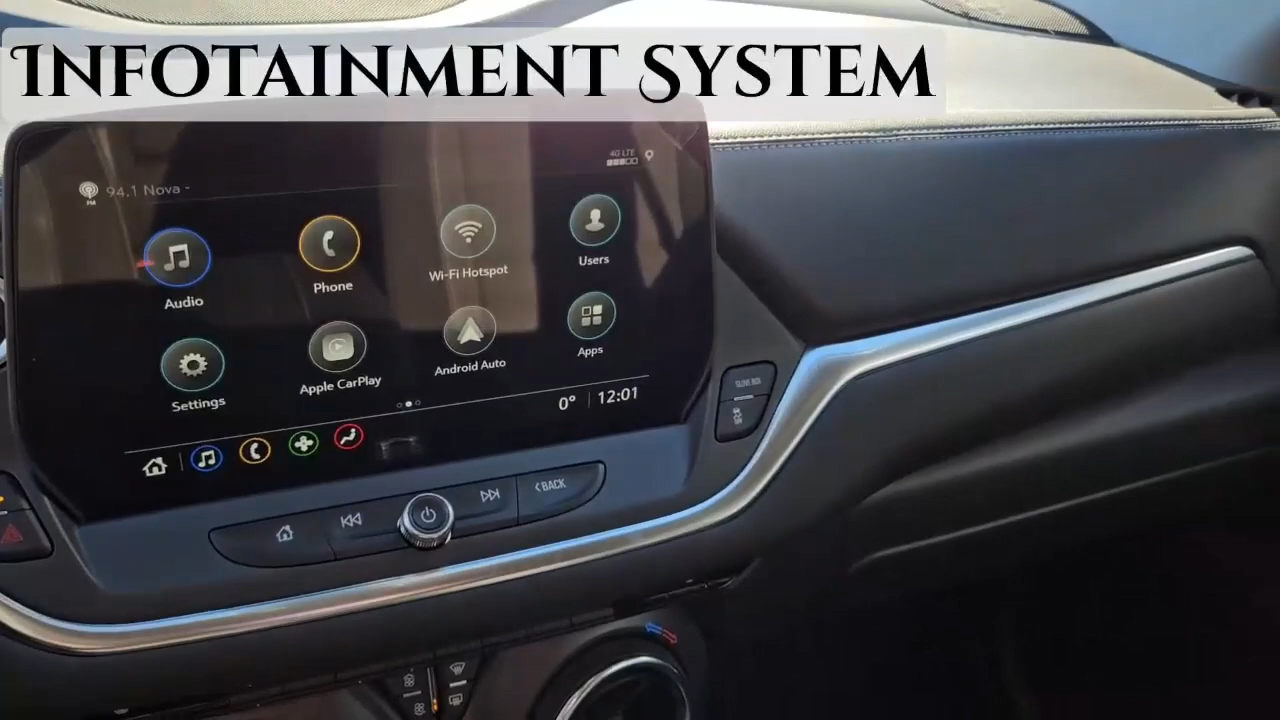 Infotainment System
4G LTE
94.1 Nova -
FM
Audio
Phone
Wi-Fi Hotspot
Users
Settings
Apple CarPlay
Android Auto
Apps
0° 12:01
< BACK
GLOVE BOX